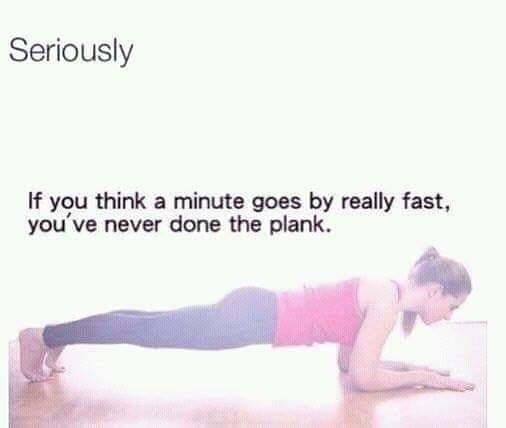 Seriously
If you think a minute goes by really fast,
you've never done the plank.